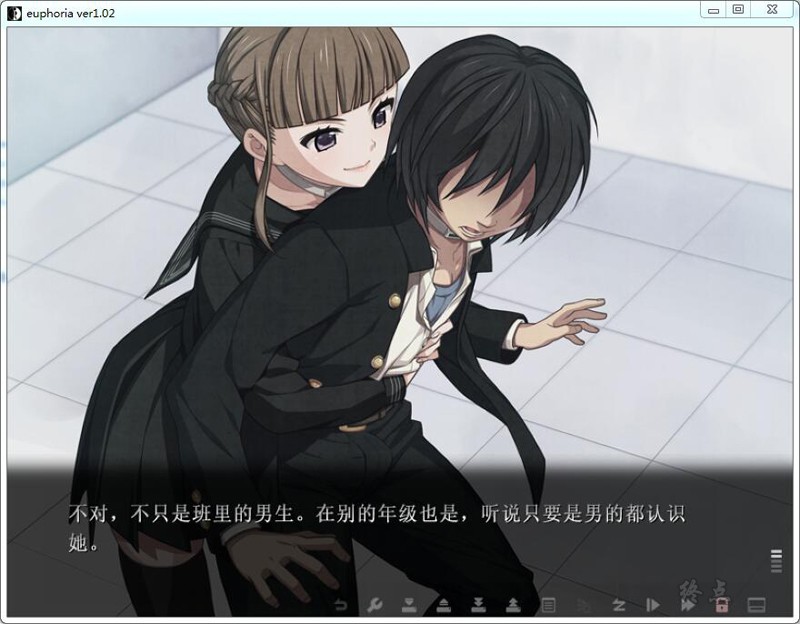 euphoria ver1.02
不对，不只是班里的男生。在别的年级也是，听说只要是男的都认识
她。
终点